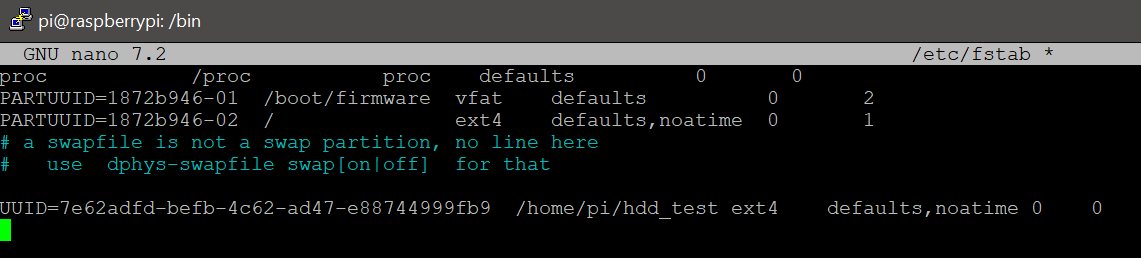 pi@raspberrypi: /bin
GNU nano 7.2 /etc/fstab *
proc /proc proc defaults 0 0
PARTUUID=1872b946-01 /boot/firmware vfat defaults 0 2
PARTUUID=1872b946-02 / ext4 defaults,noatime 0 1
# a swapfile is not a swap partition, no line here
# use dphys-swapfile swap[on|off] for that
UUID=7e62adfd-befb-4c62-ad47-e88744999fb9 /home/pi/hdd_test ext4 defaults,noatime 0 0